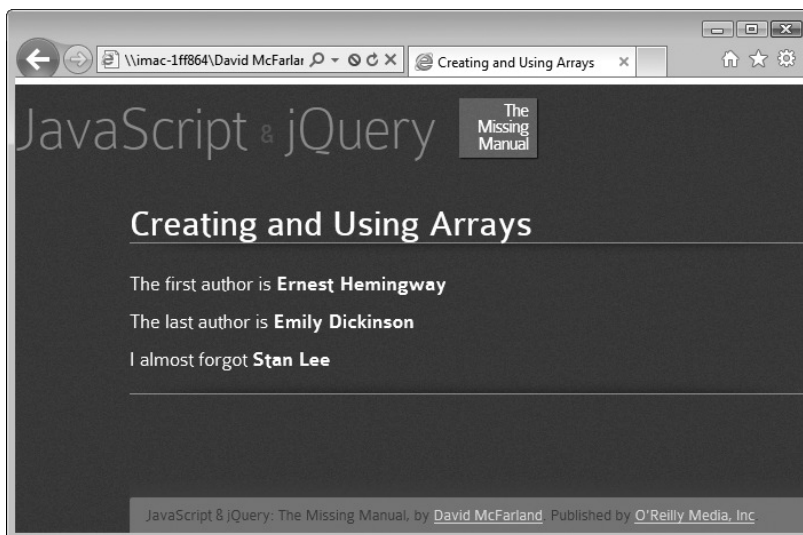 \\imac-1ff864\David McFarlar
Creating and Using Arrays
JavaScript & jQuery
The
Missing
Manual
Creating and Using Arrays
The first author is Ernest Hemingway
The last author is Emily Dickinson
I almost forgot Stan Lee
JavaScript & jQuery: The Missing Manual, by David McFarland. Published by O'Reilly Media, Inc.